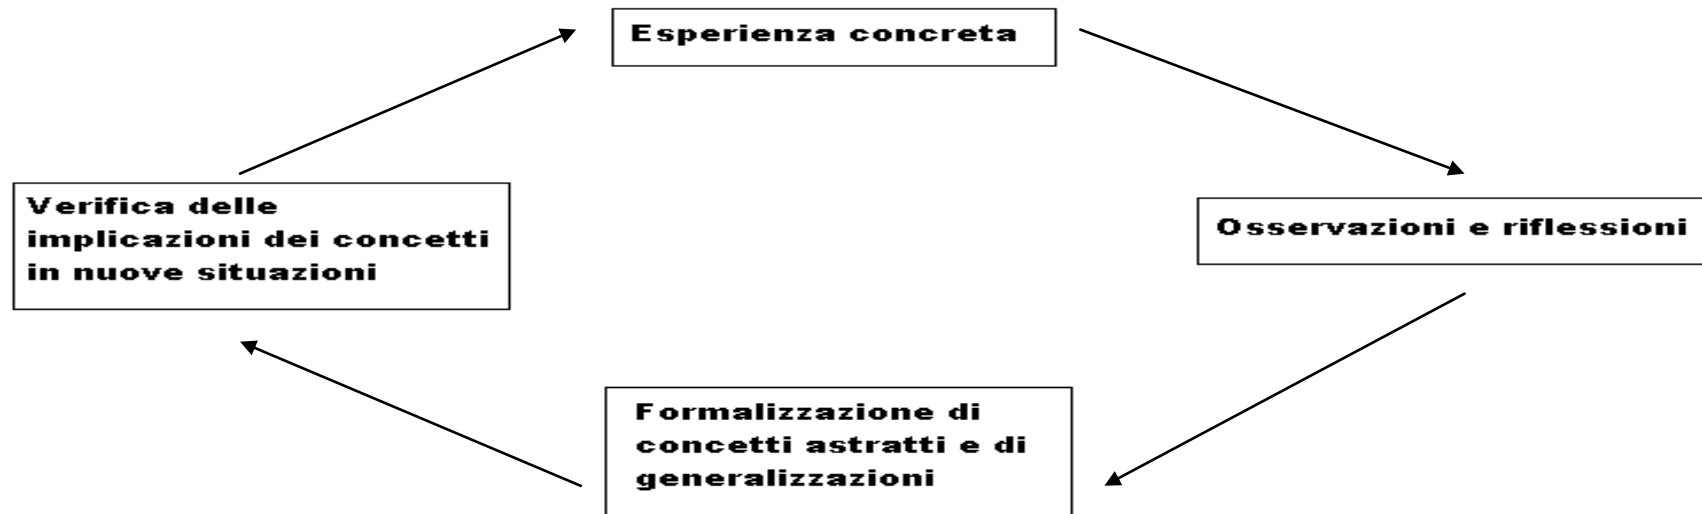 Esperienza concreta
Osservazioni e riflessioni
Formalizzazione di
concetti astratti e di
generalizzazioni
Verifica delle
implicazioni dei concetti
in nuove situazioni